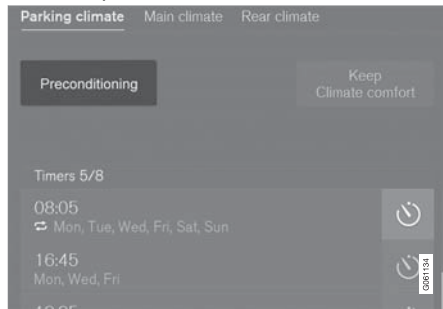 Parking climate Main climate Rear climate
Preconditioning
Keep
Climate comfort
Timers 5/8
08:05
Mon, Tue, Wed, Fri, Sat, Sun
16:45
Mon, Wed, Fri
G061134